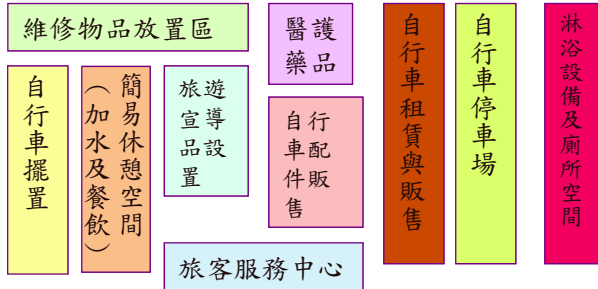 維修物品放置區
醫護
藥品
自行車租賃與販售
自行車停車場
淋浴設備及廁所空間
自行車擺置
簡易休憩空間
（加水及餐飲）
旅遊
宣導
品設
置
自行
車配
件販
售
旅客服務中心